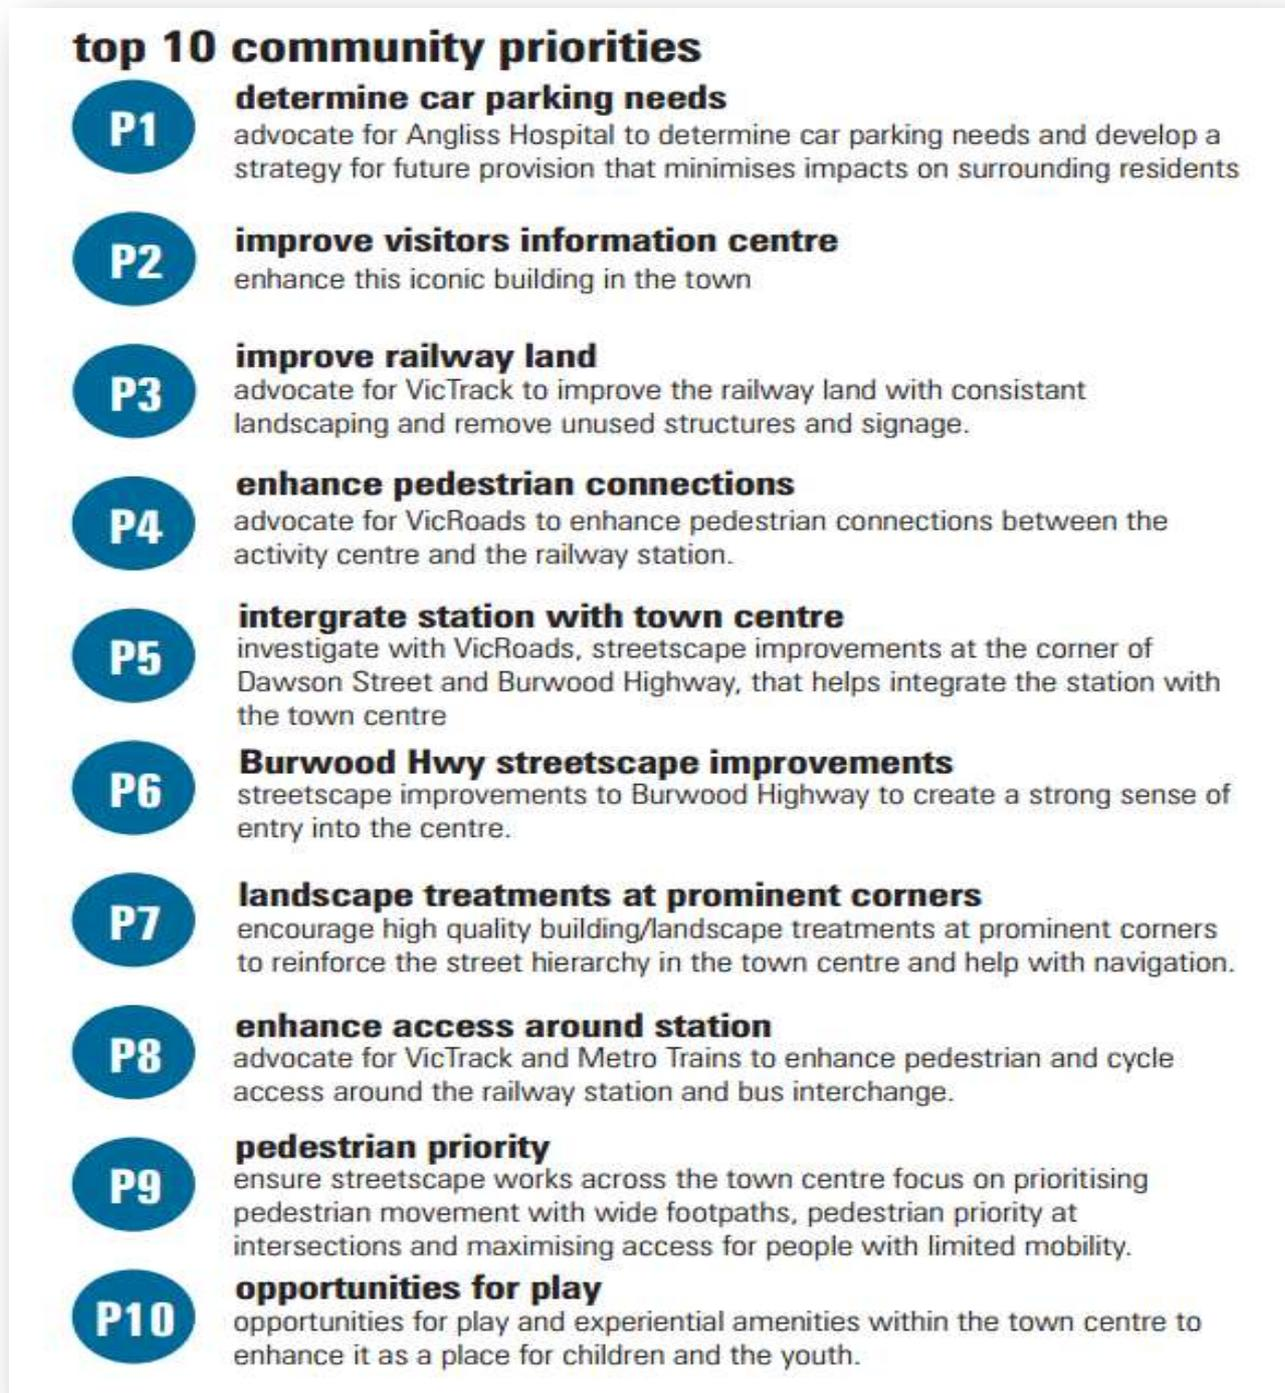 top 10 community priorities
P1
determine car parking needs
advocate for Angliss Hospital to determine car parking needs and develop a
strategy for future provision that minimises impacts on surrounding residents
P2
improve visitors information centre
enhance this iconic building in the town
P3
improve railway land
advocate for VicTrack to improve the railway land with consistant
landscaping and remove unused structures and signage.
P4
enhance pedestrian connections
advocate for VicRoads to enhance pedestrian connections between the
activity centre and the railway station.
P5
intergrate station with town centre
investigate with VicRoads, streetscape improvements at the corner of
Dawson Street and Burwood Highway, that helps integrate the station with
the town centre
P6
Burwood Hwy streetscape improvements
streetscape improvements to Burwood Highway to create a strong sense of
entry into the centre.
P7
landscape treatments at prominent corners
encourage high quality building/landscape treatments at prominent corners
to reinforce the street hierarchy in the town centre and help with navigation.
P8
enhance access around station
advocate for VicTrack and Metro Trains to enhance pedestrian and cycle
access around the railway station and bus interchange.
P9
pedestrian priority
ensure streetscape works across the town centre focus on prioritising
pedestrian movement with wide footpaths, pedestrian priority at
intersections and maximising access for people with limited mobility.
P10
opportunities for play
opportunities for play and experiential amenities within the town centre to
enhance it as a place for children and the youth.